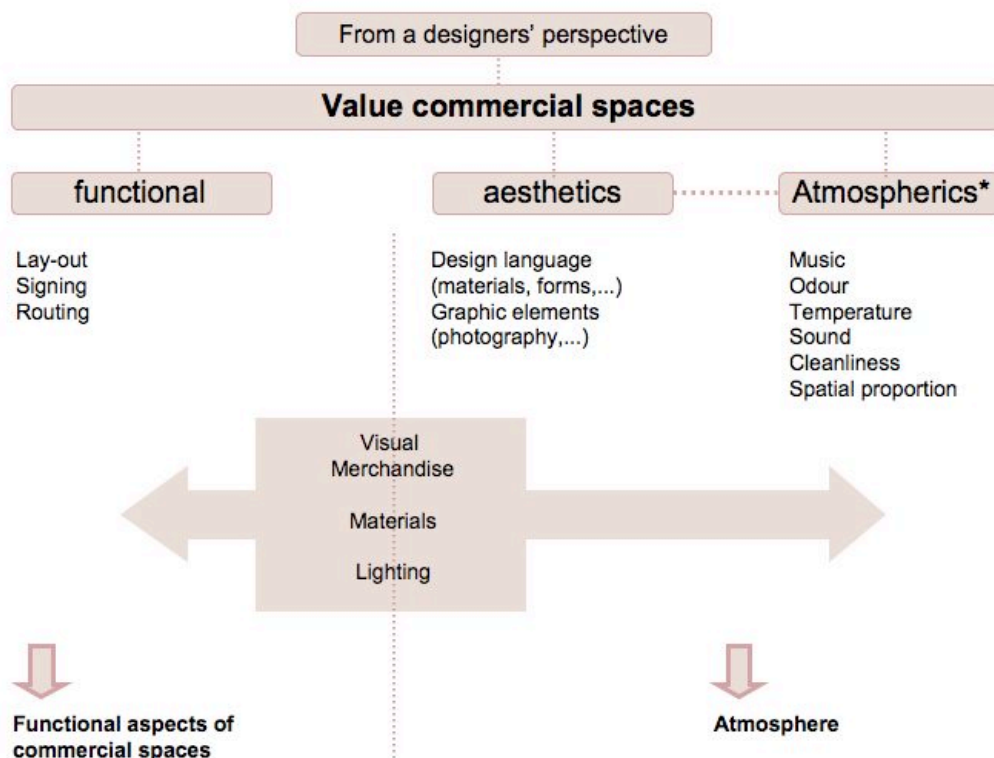 From a designers’ perspective
Value commercial spaces
functional
aesthetics
Atmospherics*
Lay-out
Signing
Routing
Design language
(materials, forms,...)
Graphic elements
(photography,...)
Music
Odour
Temperature
Sound
Cleanliness
Spatial proportion
Visual
Merchandise
Materials
Lighting
Functional aspects of
commercial spaces
Atmosphere